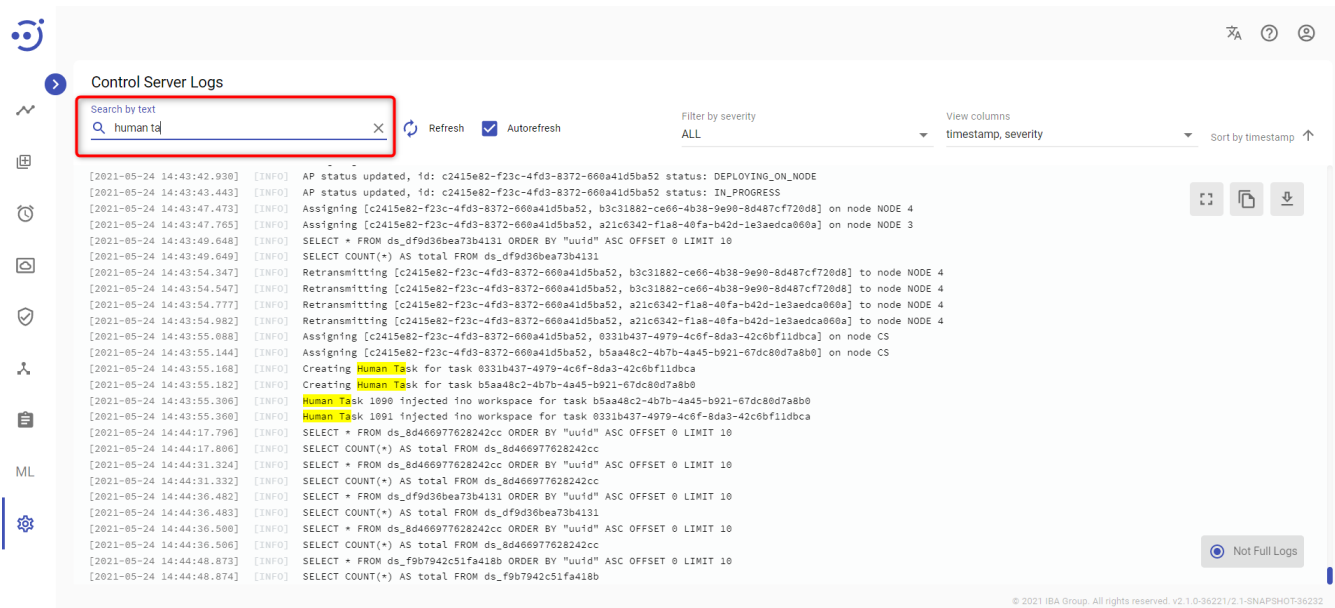 Control Server Logs
Search by text
human ta
Refresh
Autorefresh
Filter by severity
ALL
View columns
timestamp, severity
Sort by timestamp
[2021-05-24 14:43:42.930] [INFO] AP status updated, id: c2415e82-f23c-4fd3-8372-660a41d5ba52 status: DEPLOYING_ON_NODE
[2021-05-24 14:43:43.443] [INFO] AP status updated, id: c2415e82-f23c-4fd3-8372-660a41d5ba52 status: IN_PROGRESS
[2021-05-24 14:43:47.473] [INFO] Assigning [c2415e82-f23c-4fd3-8372-660a41d5ba52, b3c31882-ce66-4b38-9e90-8d487cf720d8] on node NODE 4
[2021-05-24 14:43:47.765] [INFO] Assigning [c2415e82-f23c-4fd3-8372-660a41d5ba52, a21c6342-f1a8-40fa-b42d-1e3aedca060a] on node NODE 3
[2021-05-24 14:43:49.648] [INFO] SELECT * FROM ds_df9d36bea73b4131 ORDER BY "uuid" ASC OFFSET 0 LIMIT 10
[2021-05-24 14:43:49.649] [INFO] SELECT COUNT(*) AS total FROM ds_df9d36bea73b4131
[2021-05-24 14:43:54.347] [INFO] Retransmitting [c2415e82-f23c-4fd3-8372-660a41d5ba52, b3c31882-ce66-4b38-9e90-8d487cf720d8] to node NODE 4
[2021-05-24 14:43:54.547] [INFO] Retransmitting [c2415e82-f23c-4fd3-8372-660a41d5ba52, b3c31882-ce66-4b38-9e90-8d487cf720d8] to node NODE 4
[2021-05-24 14:43:54.777] [INFO] Retransmitting [c2415e82-f23c-4fd3-8372-660a41d5ba52, a21c6342-f1a8-40fa-b42d-1e3aedca060a] to node NODE 4
[2021-05-24 14:43:54.982] [INFO] Retransmitting [c2415e82-f23c-4fd3-8372-660a41d5ba52, a21c6342-f1a8-40fa-b42d-1e3aedca060a] to node NODE 4
[2021-05-24 14:43:55.088] [INFO] Assigning [c2415e82-f23c-4fd3-8372-660a41d5ba52, 0331b437-4979-4c6f-8da3-42c6bf11dbca] on node CS
[2021-05-24 14:43:55.144] [INFO] Assigning [c2415e82-f23c-4fd3-8372-660a41d5ba52, b5aa48c2-4b7b-4a45-b921-67dc80d7a8b0] on node CS
[2021-05-24 14:43:55.168] [INFO] Creating Human Task for task 0331b437-4979-4c6f-8da3-42c6bf11dbca
[2021-05-24 14:43:55.182] [INFO] Creating Human Task for task b5aa48c2-4b7b-4a45-b921-67dc80d7a8b0
[2021-05-24 14:43:55.306] [INFO] Human Task 1090 injected ino workspace for task b5aa48c2-4b7b-4a45-b921-67dc80d7a8b0
[2021-05-24 14:43:55.360] [INFO] Human Task 1091 injected ino workspace for task 0331b437-4979-4c6f-8da3-42c6bf11dbca
[2021-05-24 14:44:17.796] [INFO] SELECT * FROM ds_8d466977628242cc ORDER BY "uuid" ASC OFFSET 0 LIMIT 10
[2021-05-24 14:44:17.806] [INFO] SELECT COUNT(*) AS total FROM ds_8d466977628242cc
[2021-05-24 14:44:31.324] [INFO] SELECT * FROM ds_8d466977628242cc ORDER BY "uuid" ASC OFFSET 0 LIMIT 10
[2021-05-24 14:44:31.332] [INFO] SELECT COUNT(*) AS total FROM ds_8d466977628242cc
[2021-05-24 14:44:36.482] [INFO] SELECT * FROM ds_df9d36bea73b4131 ORDER BY "uuid" ASC OFFSET 0 LIMIT 10
[2021-05-24 14:44:36.483] [INFO] SELECT COUNT(*) AS total FROM ds_df9d36bea73b4131
[2021-05-24 14:44:36.500] [INFO] SELECT * FROM ds_8d466977628242cc ORDER BY "uuid" ASC OFFSET 0 LIMIT 10
[2021-05-24 14:44:36.506] [INFO] SELECT COUNT(*) AS total FROM ds_8d466977628242cc
[2021-05-24 14:44:48.873] [INFO] SELECT * FROM ds_f9b7942c51fa418b ORDER BY "uuid" ASC OFFSET 0 LIMIT 10
[2021-05-24 14:44:48.874] [INFO] SELECT COUNT(*) AS total FROM ds_f9b7942c51fa418b
ML
Not Full Logs
© 2021 IBA Group. All rights reserved. v2.1.0-36221/2.1-SNAPSHOT-36232